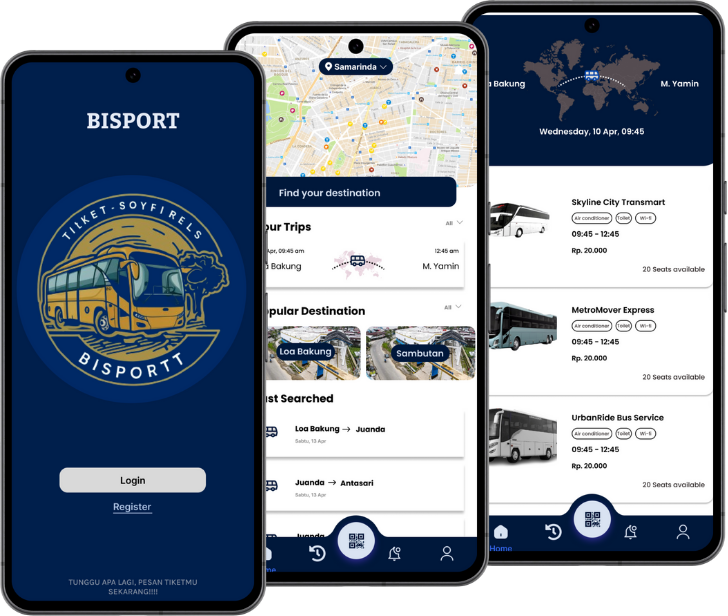 BISPORT
TILKET-SOYFIRELS
BISPORTT
Login
Register
TUNGGU APA LAGI, PESAN TIKETMU
SEKARANG!!!!
Samarinda
Find your destination
ur Trips
All
Apr, 09:45 am
12:45 am
Bakung
M. Yamin
pular Destination
All
Loa Bakung
Sambutan
st Searched
Loa Bakung → Juanda
Sabtu, 13 Apr
Juanda → Antasari
Sabtu, 13 Apr
Juanda
me
a Bakung
M. Yamin
Wednesday, 10 Apr, 09:45
Skyline City Transmart
Air conditioner Toilet Wi-fi
09:45 - 12:45
Rp. 20.000
20 Seats available
MetroMover Express
Air conditioner Toilet Wi-fi
09:45 - 12:45
Rp. 20.000
20 Seats available
UrbanRide Bus Service
Air conditioner Toilet Wi-fi
09:45 - 12:45
Rp. 20.000
20 Seats available
Home